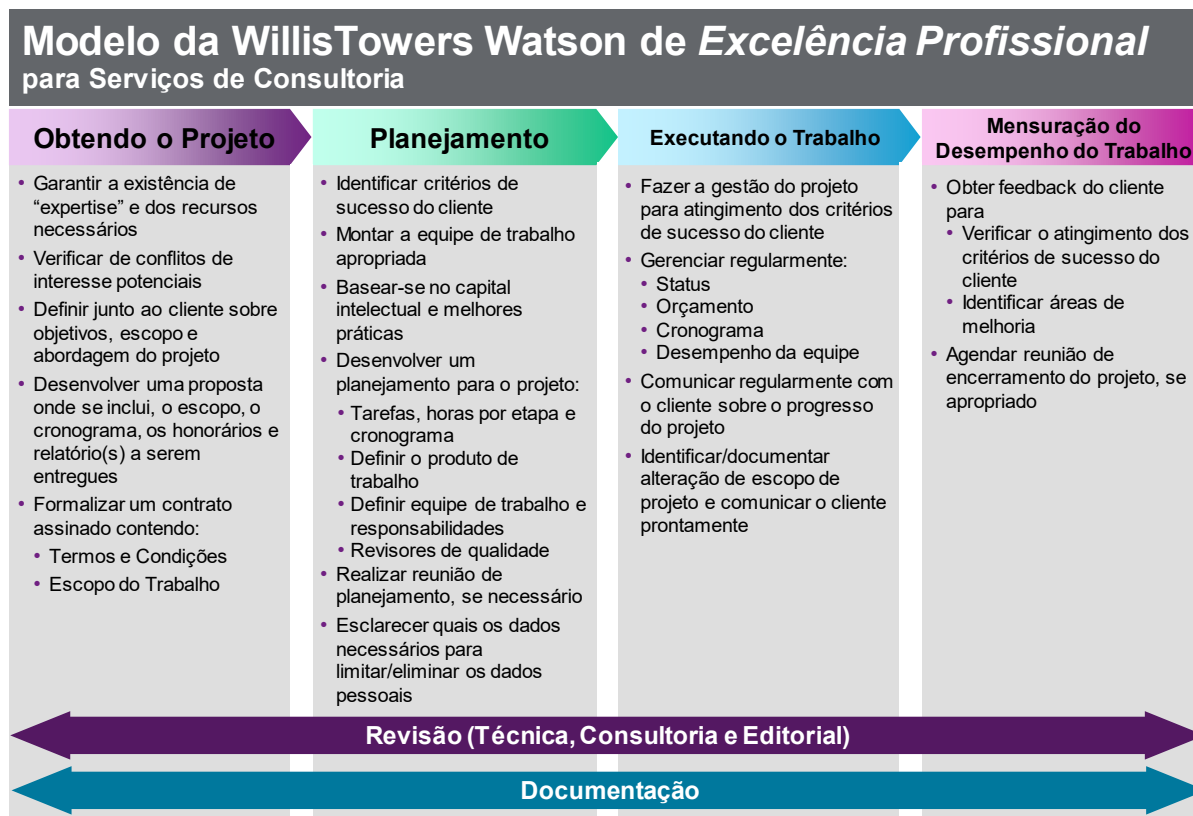 Modelo da WillisTowers Watson de Excelência Profissional
para Serviços de Consultoria
Obtendo o Projeto
• Garantir a existência de
“expertise” e dos recursos
necessários
• Verificar de conflitos de
interesse potenciais
• Definir junto ao cliente sobre
objetivos, escopo e
abordagem do projeto
• Desenvolver uma proposta
onde se inclui, o escopo, o
cronograma, os honorários e
relatório(s) a serem
entregues
• Formalizar um contrato
assinado contendo:
• Termos e Condições
• Escopo do Trabalho
Planejamento
• Identificar critérios de
sucesso do cliente
• Montar a equipe de trabalho
apropriada
• Basear-se no capital
intelectual e melhores
práticas
• Desenvolver um
planejamento para o projeto:
• Tarefas, horas por etapa e
cronograma
• Definir o produto de
trabalho
• Definir equipe de trabalho e
responsabilidades
• Revisores de qualidade
• Realizar reunião de
planejamento, se necessário
• Esclarecer quais os dados
necessários para
limitar/eliminar os dados
pessoais
Executando o Trabalho
• Fazer a gestão do projeto
para atingimento dos critérios
de sucesso do cliente
• Gerenciar regularmente:
• Status
• Orçamento
• Cronograma
• Desempenho da equipe
• Comunicar regularmente com
o cliente sobre o progresso
do projeto
• Identificar/documentar
alteração de escopo de
projeto e comunicar o cliente
prontamente
Mensuração do
Desempenho do Trabalho
• Obter feedback do cliente
para
• Verificar o atingimento dos
critérios de sucesso do
cliente
• Identificar áreas de
melhoria
• Agendar reunião de
encerramento do projeto, se
apropriado
Revisão (Técnica, Consultoria e Editorial)
Documentação